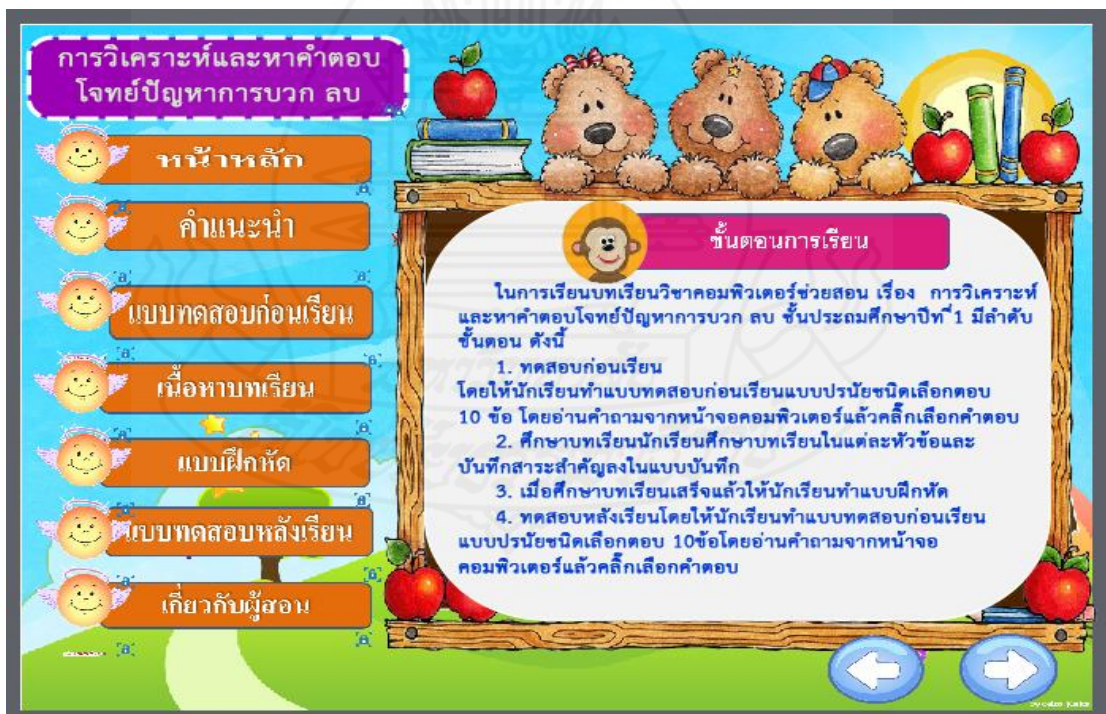 การวิเคราะห์และหาคำตอบ
โจทย์ปัญหาการบวก ลบ
หน้าหลัก
คำแนะนำ
แบบทดสอบก่อนเรียน
เนื้อหาบทเรียน
แบบฝึกหัด
แบบทดสอบหลังเรียน
เกี่ยวกับผู้สอน
ขั้นตอนการเรียน
ในการเรียนบทเรียนวิชาคอมพิวเตอร์ช่วยสอน เรื่อง การวิเคราะห์
และหาคำตอบโจทย์ปัญหาการบวก ลบ ชั้นประถมศึกษาปีที่ 1 มีลำดับ
ขั้นตอน ดังนี้
1. ทดสอบก่อนเรียน
โดยให้นักเรียนทำแบบทดสอบก่อนเรียนแบบปรนัยชนิดเลือกตอบ
10 ข้อ โดยอ่านคำถามจากหน้าจอคอมพิวเตอร์แล้วคลิ๊กเลือกคำตอบ
2. ศึกษาบทเรียนนักเรียนศึกษาบทเรียนในแต่ละหัวข้อและ
บันทึกสาระสำคัญลงในแบบบันทึก
3. เมื่อศึกษาบทเรียนเสร็จแล้วให้นักเรียนทำแบบฝึกหัด
4. ทดสอบหลังเรียนโดยให้นักเรียนทำแบบทดสอบก่อนเรียน
แบบปรนัยชนิดเลือกตอบ 10ข้อโดยอ่านคำถามจากหน้าจอ
คอมพิวเตอร์แล้วคลิ๊กเลือกคำตอบ